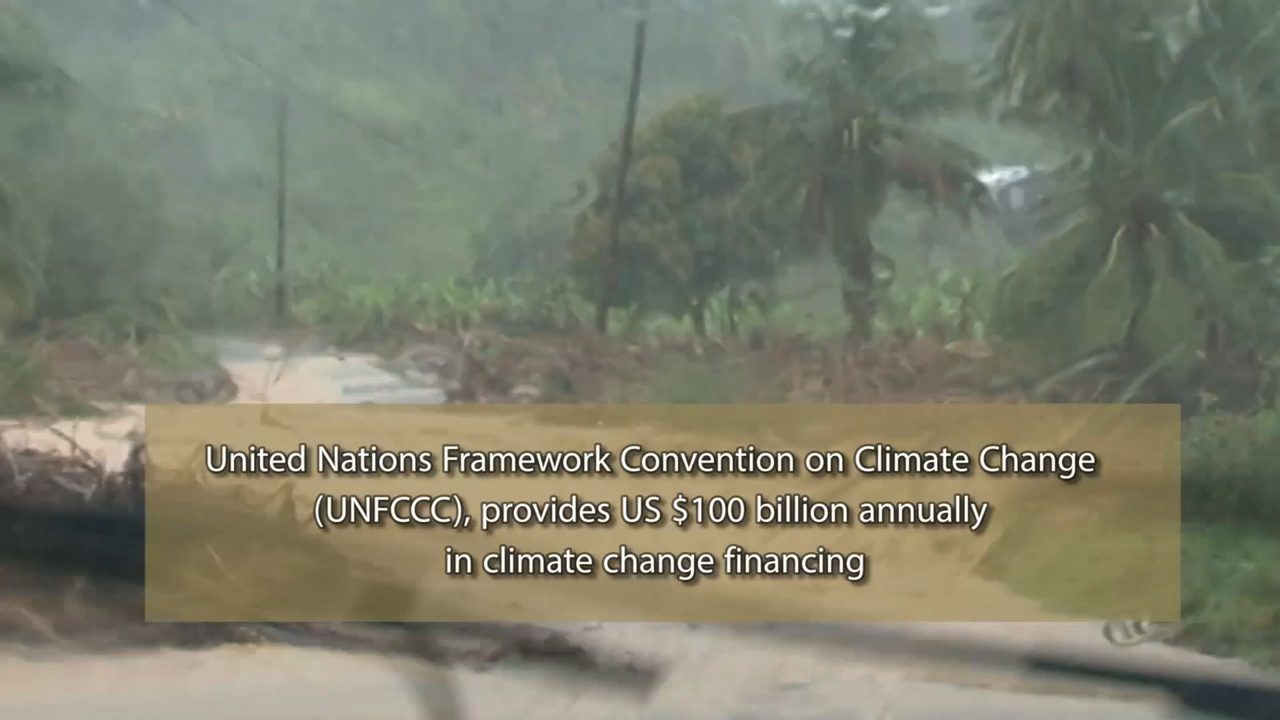 United Nations Framework Convention on Climate Change
(UNFCCC), provides US $100 billion annually
in climate change financing